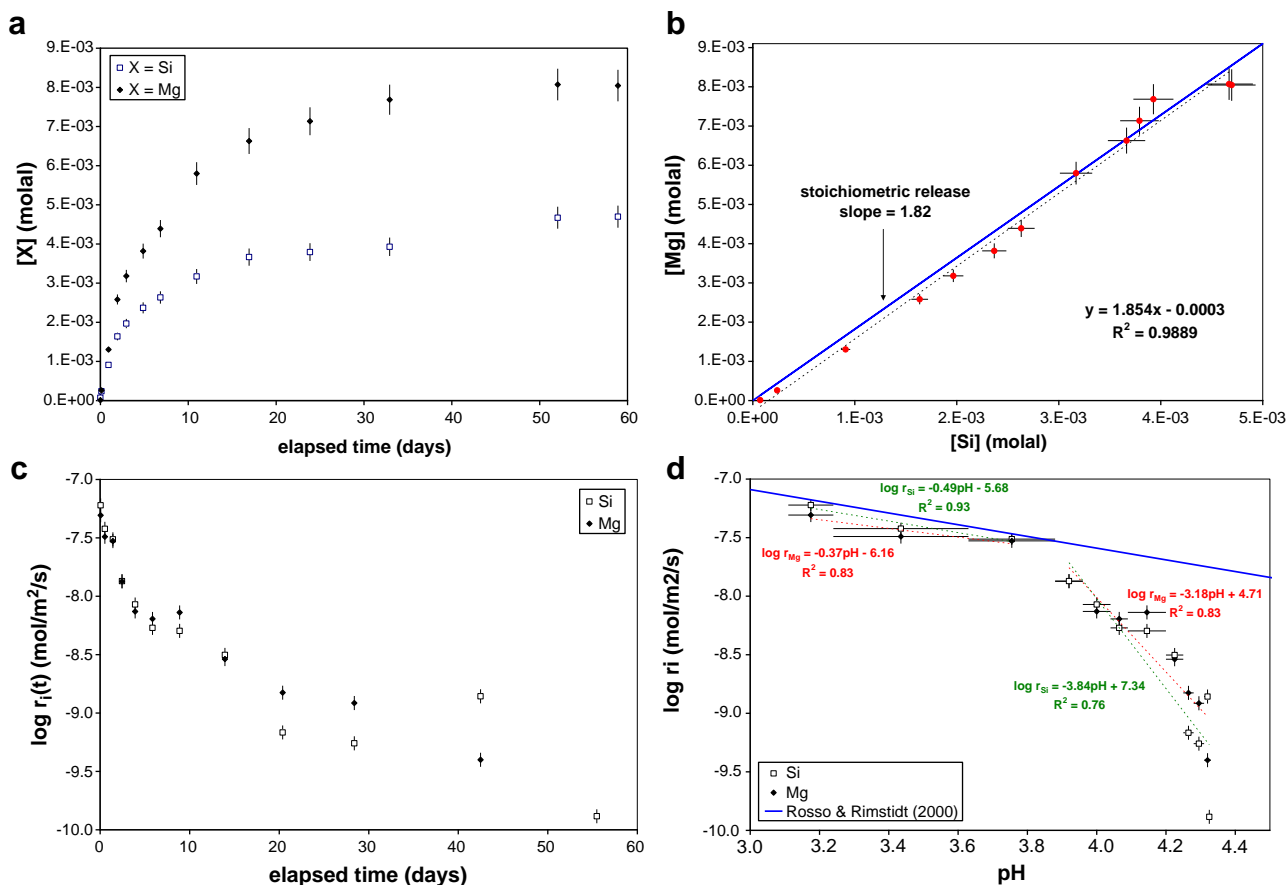 a
9.E-03
8.E-03
7.E-03
6.E-03
5.E-03
4.E-03
3.E-03
2.E-03
1.E-03
0.E+00
[X] (molal)
X = Si
X = Mg
0 10 20 30 40 50 60
elapsed time (days)
b
9.E-03
8.E-03
7.E-03
6.E-03
5.E-03
4.E-03
3.E-03
2.E-03
1.E-03
0.E+00
[Mg] (molal)
stoichiometric release
slope = 1.82
y = 1.854x - 0.0003
R² = 0.9889
0.E+00 1.E-03 2.E-03 3.E-03 4.E-03 5.E-03
[Si] (molal)
c
-7.0
-7.5
-8.0
-8.5
-9.0
-9.5
-10.0
log rᵢ(t) (mol/m²/s)
Si
Mg
0 10 20 30 40 50 60
elapsed time (days)
d
-7.0
-7.5
-8.0
-8.5
-9.0
-9.5
-10.0
log ri (mol/m2/s)
log r_Si = -0.49pH - 5.68
R² = 0.93
log r_Mg = -0.37pH - 6.16
R² = 0.83
log r_Mg = -3.18pH + 4.71
R² = 0.83
log r_Si = -3.84pH + 7.34
R² = 0.76
Si
Mg
Rosso & Rimstidt (2000)
3.0 3.2 3.4 3.6 3.8 4.0 4.2 4.4
pH